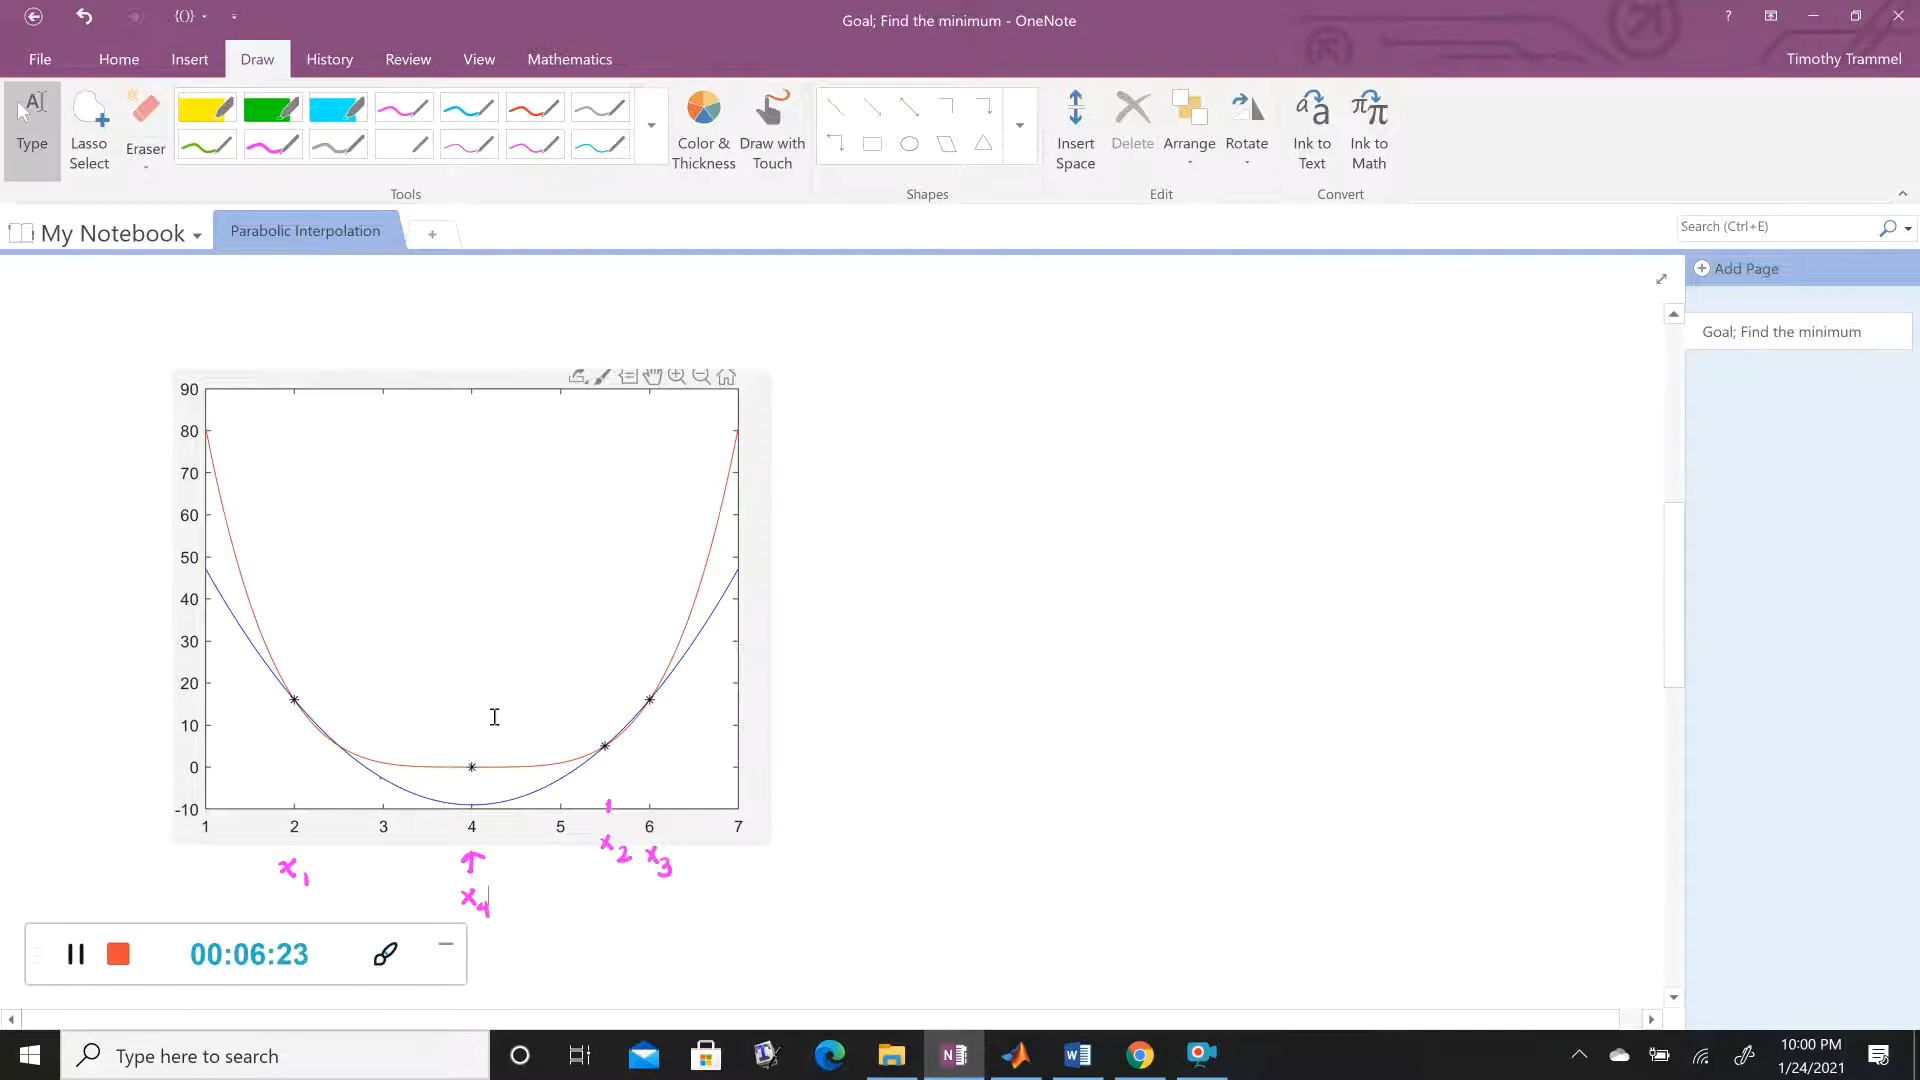 Goal; Find the minimum - OneNote
?
File Home Insert Draw History Review View Mathematics
Timothy Trammel
Type
Lasso Select
Eraser
Color & Thickness
Draw with Touch
Insert Space
Delete
Arrange
Rotate
Ink to Text
Ink to Math
Tools
Shapes
Edit
Convert
My Notebook
Parabolic Interpolation
+
Search (Ctrl+E)
Add Page
Goal; Find the minimum
90
80
70
60
50
40
30
20
10
0
-10
1 2 3 4 5 6 7
x1 x2 x3
x4
00:06:23
Type here to search
10:00 PM
1/24/2021